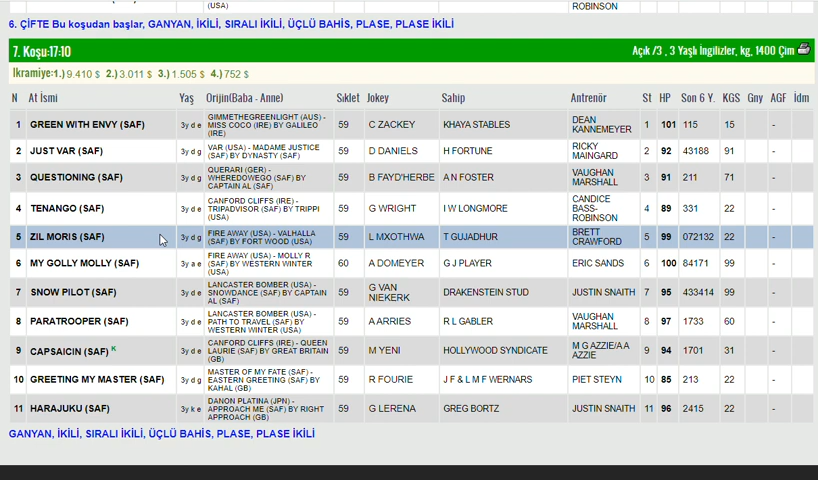 (USA)
ROBINSON
6. ÇİFTE Bu koşudan başlar, GANYAN, İKİLİ, SIRALI İKİLİ, ÜÇLÜ BAHİS, PLASE, PLASE İKİLİ
7. Koşu:17:10 Açık /3 , 3 Yaşlı İngilizler, kg, 1400 Çim
İkramiye:1.) 9.410 $ 2.) 3.011 $ 3.) 1.505 $ 4.) 752 $
N At İsmi Yaş Orijin(Baba - Anne) Sıklet Jokey Sahip Antrenör St HP Son 6 Y. KGS Gny AGF İdm
1 GREEN WITH ENVY (SAF) 3y d e GIMMETHEGREENLIGHT (AUS) - MISS COCO (IRE) BY GALILEO (IRE) 59 C ZACKEY KHAYA STABLES DEAN KANNEMEYER 1 101 115 15 -
2 JUST VAR (SAF) 3y d g VAR (USA) - MADAME JUSTICE (SAF) BY DYNASTY (SAF) 59 D DANIELS H FORTUNE RICKY MAINGARD 2 92 43188 91 -
3 QUESTIONING (SAF) 3y d g QUERARI (GER) - WHEREDOWEGO (SAF) BY CAPTAIN AL (SAF) 59 B FAYD'HERBE A N FOSTER VAUGHAN MARSHALL 3 91 211 71 -
4 TENANGO (SAF) 3y d e CANFORD CLIFFS (IRE) - TRIPADVISOR (SAF) BY TRIPPI (USA) 59 G WRIGHT I W LONGMORE CANDICE BASS-ROBINSON 4 89 331 22 -
5 ZIL MORIS (SAF) 3y d g FIRE AWAY (USA) - VALHALLA (SAF) BY FORT WOOD (USA) 59 L MXOTHWA T GUJADHUR BRETT CRAWFORD 5 99 072132 22 -
6 MY GOLLY MOLLY (SAF) 3y a e FIRE AWAY (USA) - MOLLY R (SAF) BY WESTERN WINTER (USA) 60 A DOMEYER G J PLAYER ERIC SANDS 6 100 84171 99 -
7 SNOW PILOT (SAF) 3y d e LANCASTER BOMBER (USA) - SNOWDANCE (SAF) BY CAPTAIN AL (SAF) 59 G VAN NIEKERK DRAKENSTEIN STUD JUSTIN SNAITH 7 95 433414 99 -
8 PARATROOPER (SAF) 3y d g LANCASTER BOMBER (USA) - PATH TO TRAVEL (SAF) BY WESTERN WINTER (USA) 59 A ARRIES R L GABLER VAUGHAN MARSHALL 8 97 1733 60 -
9 CAPSAICIN (SAF) K 3y d e CANFORD CLIFFS (IRE) - QUEEN LAURIE (SAF) BY GREAT BRITAIN (GB) 59 M YENI HOLLYWOOD SYNDICATE M G AZZIE/A A AZZIE 9 94 1701 31 -
10 GREETING MY MASTER (SAF) 3y d g MASTER OF MY FATE (SAF) - EASTERN GREETING (SAF) BY KAHAL (GB) 59 R FOURIE J F & L M F WERNARS PIET STEYN 10 85 213 22 -
11 HARAJUKU (SAF) 3y k e DANON PLATINA (JPN) - APPROACH ME (SAF) BY RIGHT APPROACH (GB) 59 G LERENA GREG BORTZ JUSTIN SNAITH 11 96 2415 22 -
GANYAN, İKİLİ, SIRALI İKİLİ, ÜÇLÜ BAHİS, PLASE, PLASE İKİLİ